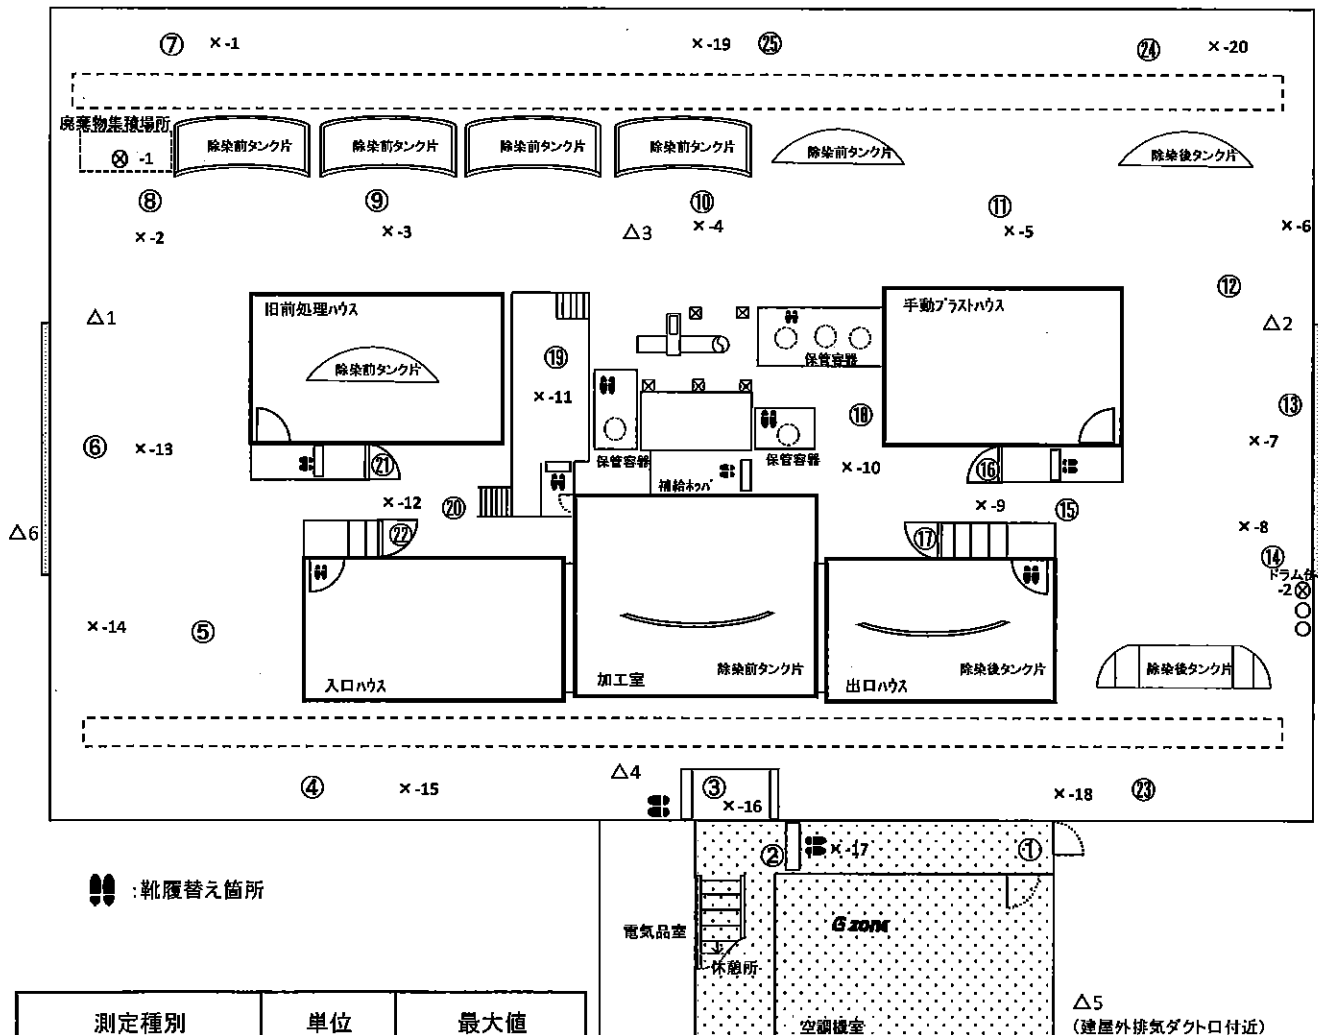 ⑦ ×-1 ×-19 ㉕ ㉔ ×-20
廃棄物集積場所
⊗ -1
除染前タンク片 除染前タンク片 除染前タンク片 除染前タンク片 除染前タンク片 除染後タンク片
⑧ ⑨ ⑩ ⑪
×-2 ×-3 △3 ×-4 ×-5 ×-6
⑫
△1 旧前処理ハウス 手動ブラストハウス △2
除染前タンク片
⑲ 保管容器
×-11 ⑱ ⑬
⑥ ×-13 ×-7
㉑ 保管容器 保管容器 ×-10 ⑯
補給ホッパ
×-12 ⑳ ×-9 ⑮
△6 ㉒ ⑰ ×-8
⑭
ドラム缶
-2⊗
×-14 ⑤
除染前タンク片 除染後タンク片 除染後タンク片
入口ハウス 加工室 出口ハウス
④ ×-15 △4 ③ ×-16 ×-18 ㉓
② ×-17 ①
:靴履替え箇所
電気品室 G zone
休憩所
測定種別 単位 最大値
空調機室
△5
(建屋外排気ダクト口付近)